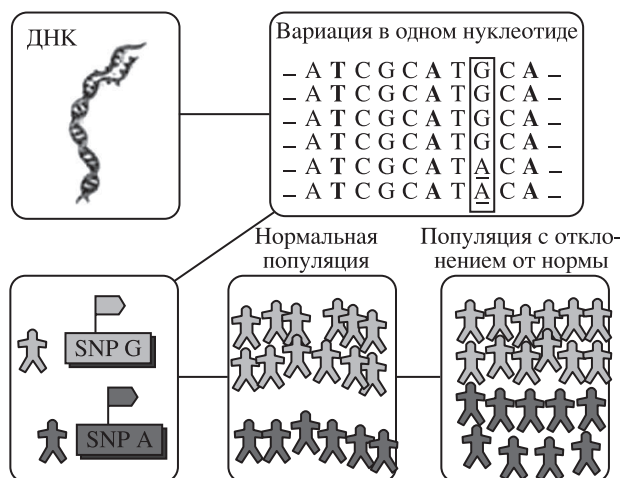 ДНК
Вариация в одном нуклеотиде
– A T C G C A T G C A –
– A T C G C A T G C A –
– A T C G C A T G C A –
– A T C G C A T G C A –
– A T C G C A T A C A –
– A T C G C A T A C A –
Нормальная
популяция
Популяция с откло-
нением от нормы
SNP G
SNP A